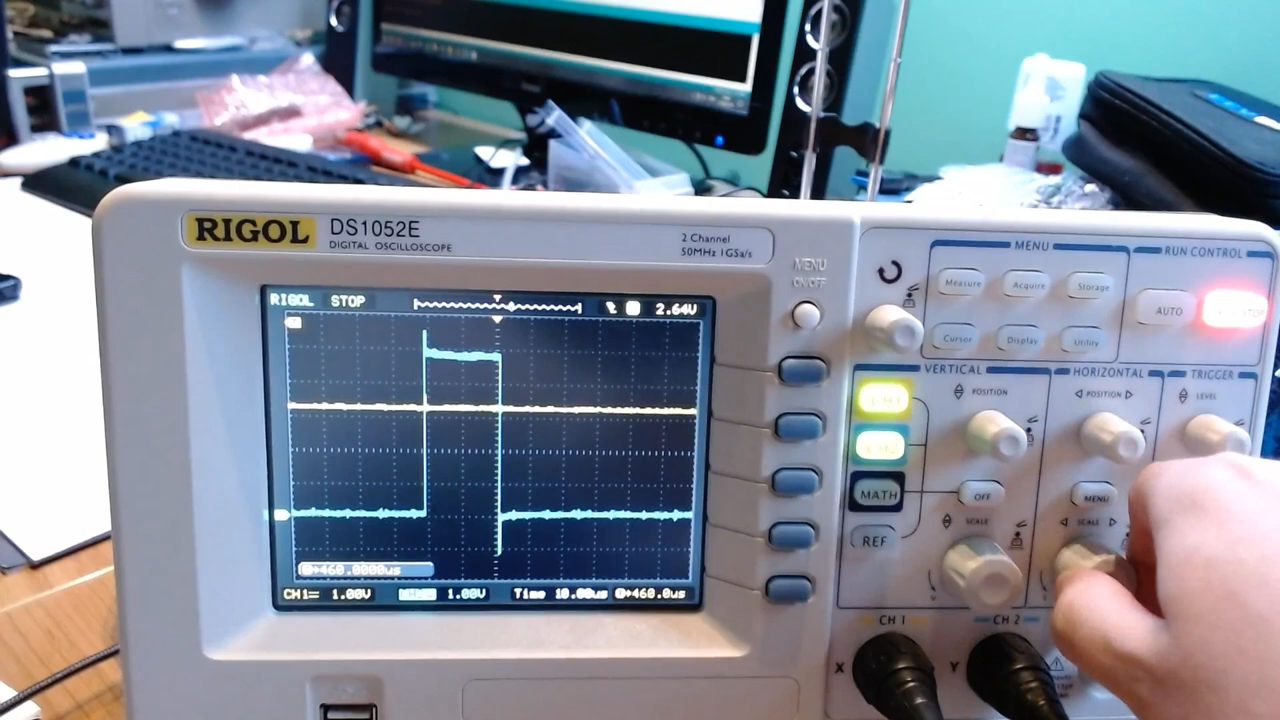 RIGOL
DS1052E
DIGITAL OSCILLOSCOPE
2 Channel
50MHz 1GSa/s
MENU
ON/OFF
RIGOL STOP
2.64V
+460.0000us
CH1= 1.00V
1.00V
Time 10.00us
+460.0us
MENU
Measure
Acquire
Storage
Cursor
Display
Utility
RUN CONTROL
AUTO
VERTICAL
POSITION
MATH
REF
OFF
SCALE
HORIZONTAL
POSITION
MENU
SCALE
TRIGGER
LEVEL
CH 1
CH 2
X
Y